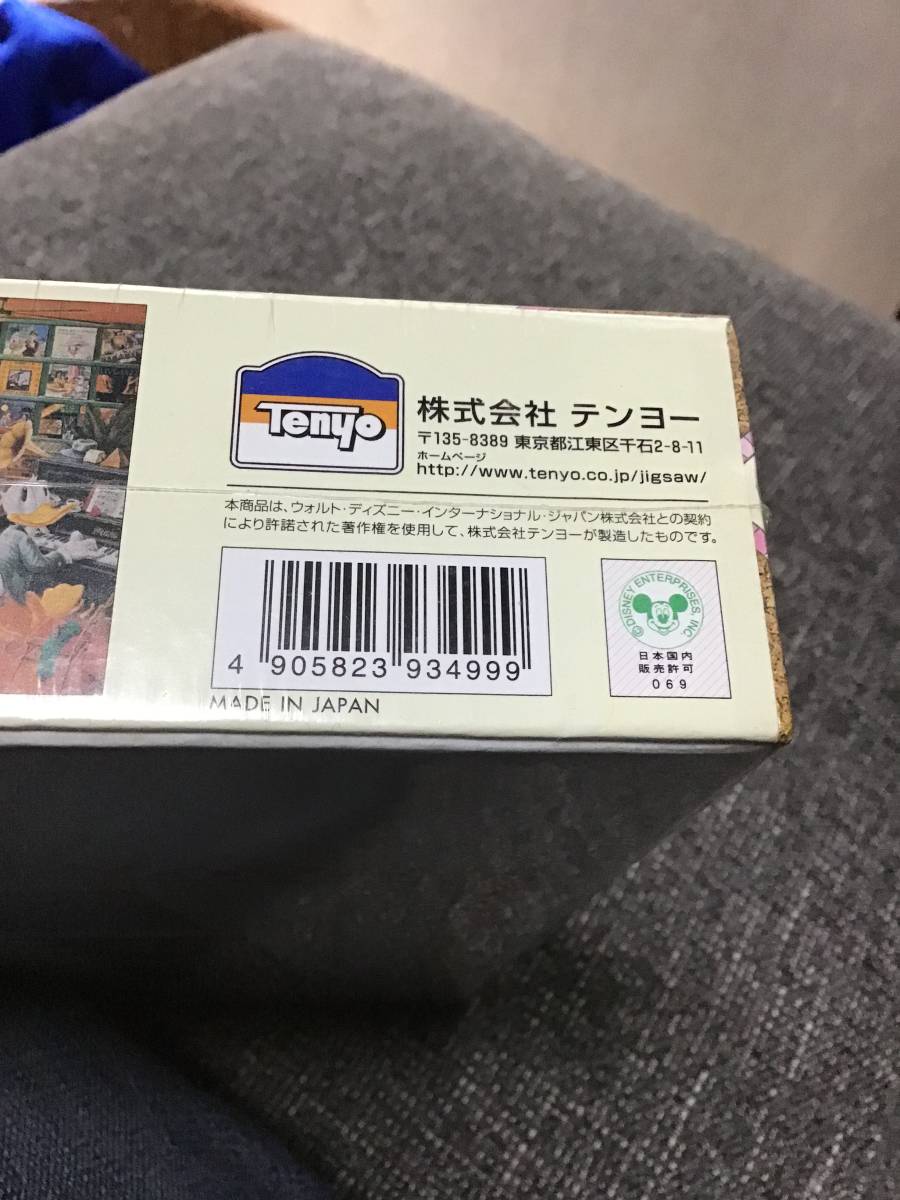 Tenyo
株式会社 テンヨー
〒135-8389 東京都江東区千石2-8-11
ホームページ
http://www.tenyo.co.jp/jigsaw/
本商品は、ウォルト・ディズニー・インターナショナル・ジャパン株式会社との契約
により許諾された著作権を使用して、株式会社テンヨーが製造したものです。
4 905823 934999
MADE IN JAPAN
©DISNEY ENTERPRISES, INC.
日本国内
販売許可
069